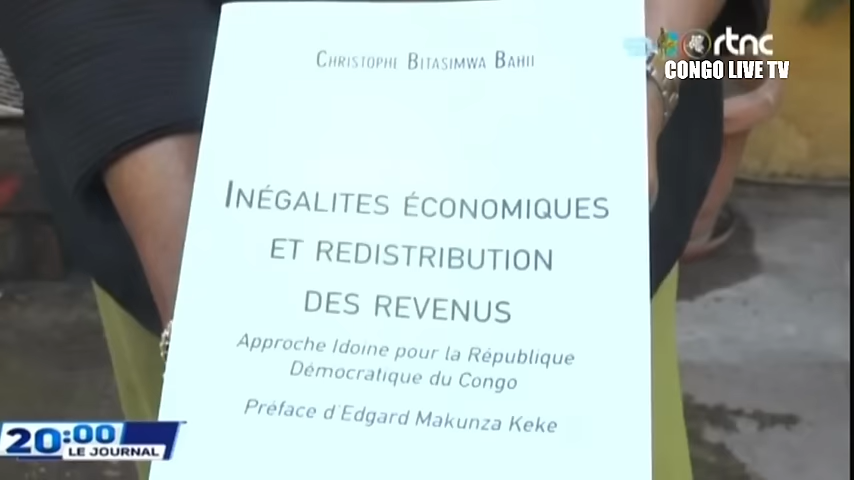 Christophe Bitasimwa Bahii
rtnc
CONGO LIVE TV
Inégalites économiques
et redistribution
des revenus
Approche Idoine pour la République
Démocratique du Congo
Préface d'Edgard Makunza Keke
20:00
LE JOURNAL